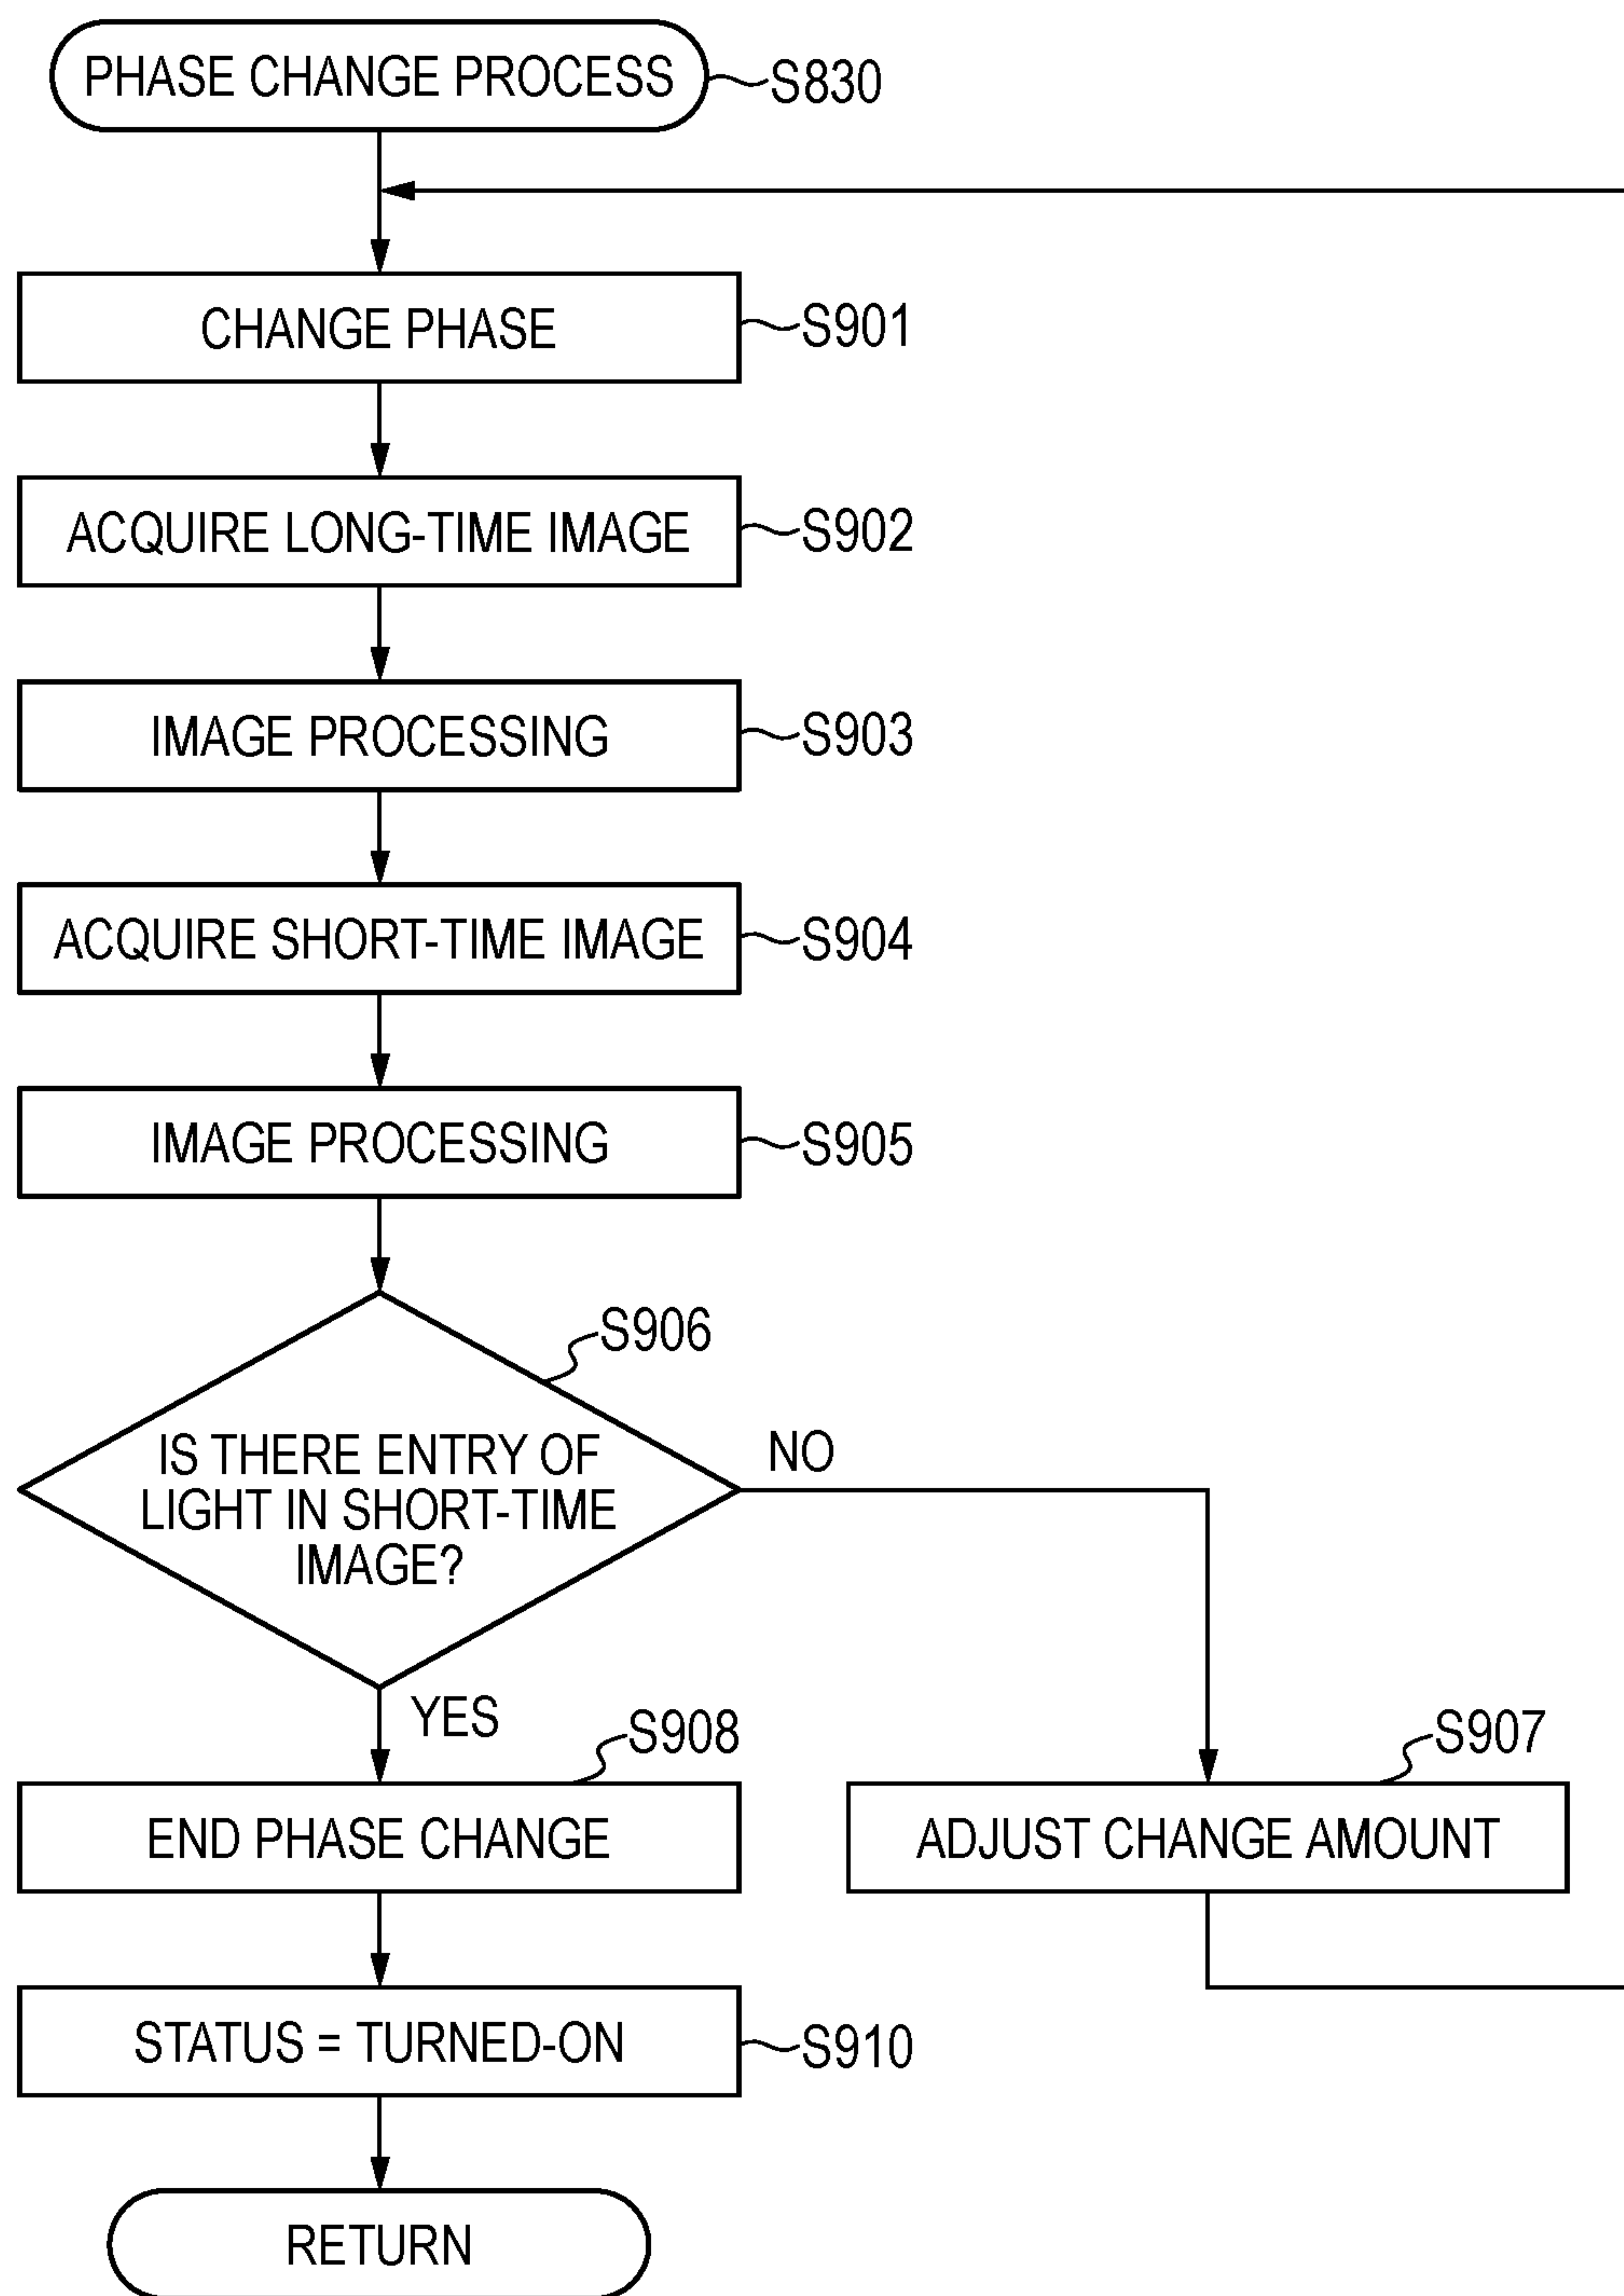 PHASE CHANGE PROCESS
S830
CHANGE PHASE
S901
ACQUIRE LONG-TIME IMAGE
S902
IMAGE PROCESSING
S903
ACQUIRE SHORT-TIME IMAGE
S904
IMAGE PROCESSING
S905
S906
IS THERE ENTRY OF
LIGHT IN SHORT-TIME
IMAGE?
NO
YES
S908
END PHASE CHANGE
S907
ADJUST CHANGE AMOUNT
STATUS = TURNED-ON
S910
RETURN